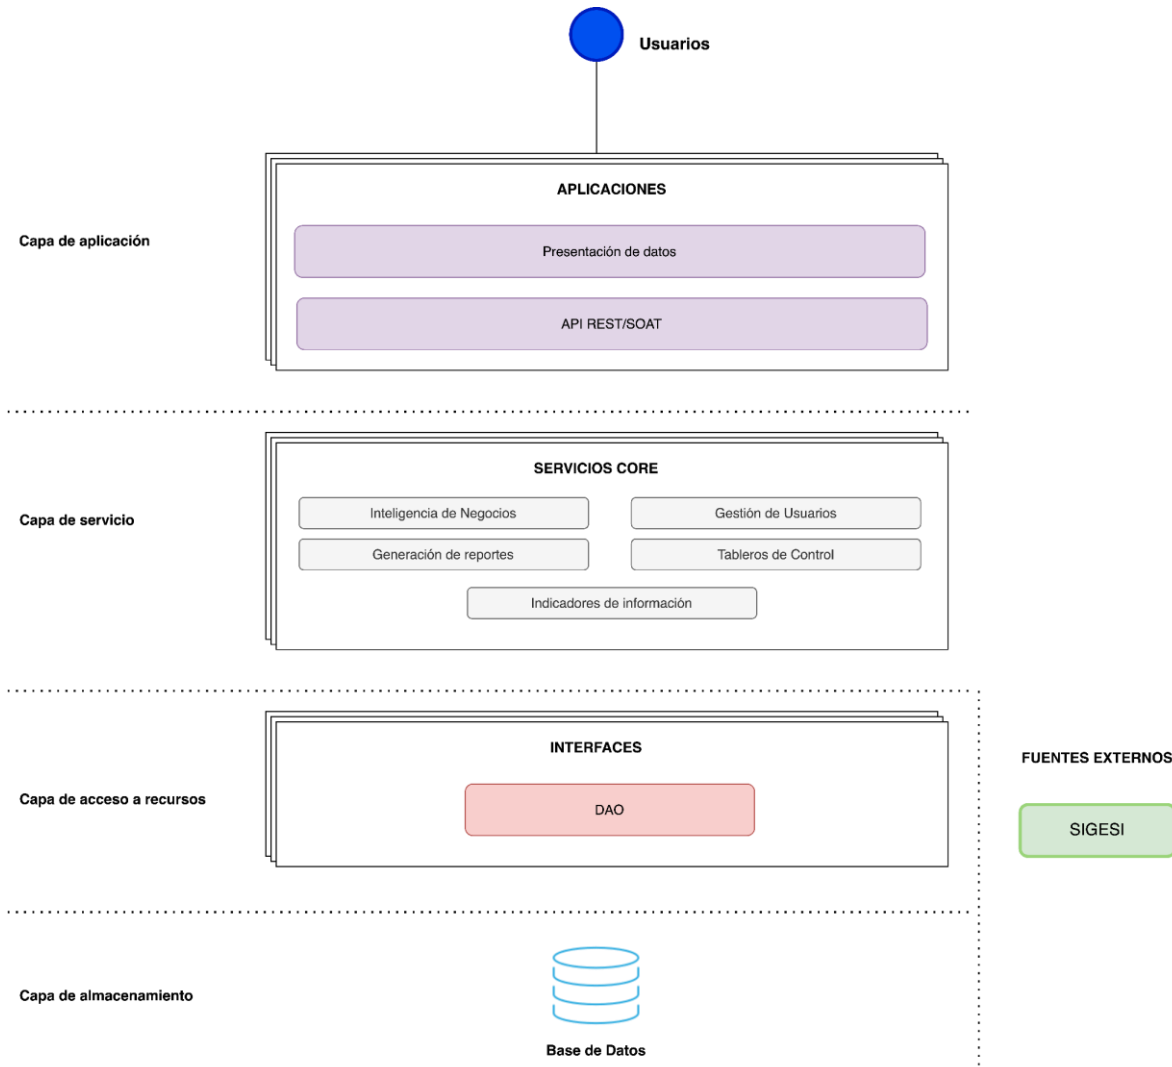 Usuarios
APLICACIONES
Capa de aplicación
Presentación de datos
API REST/SOAT
SERVICIOS CORE
Capa de servicio
Inteligencia de Negocios
Gestión de Usuarios
Generación de reportes
Tableros de Control
Indicadores de información
INTERFACES
FUENTES EXTERNOS
Capa de acceso a recursos
DAO
SIGESI
Capa de almacenamiento
Base de Datos